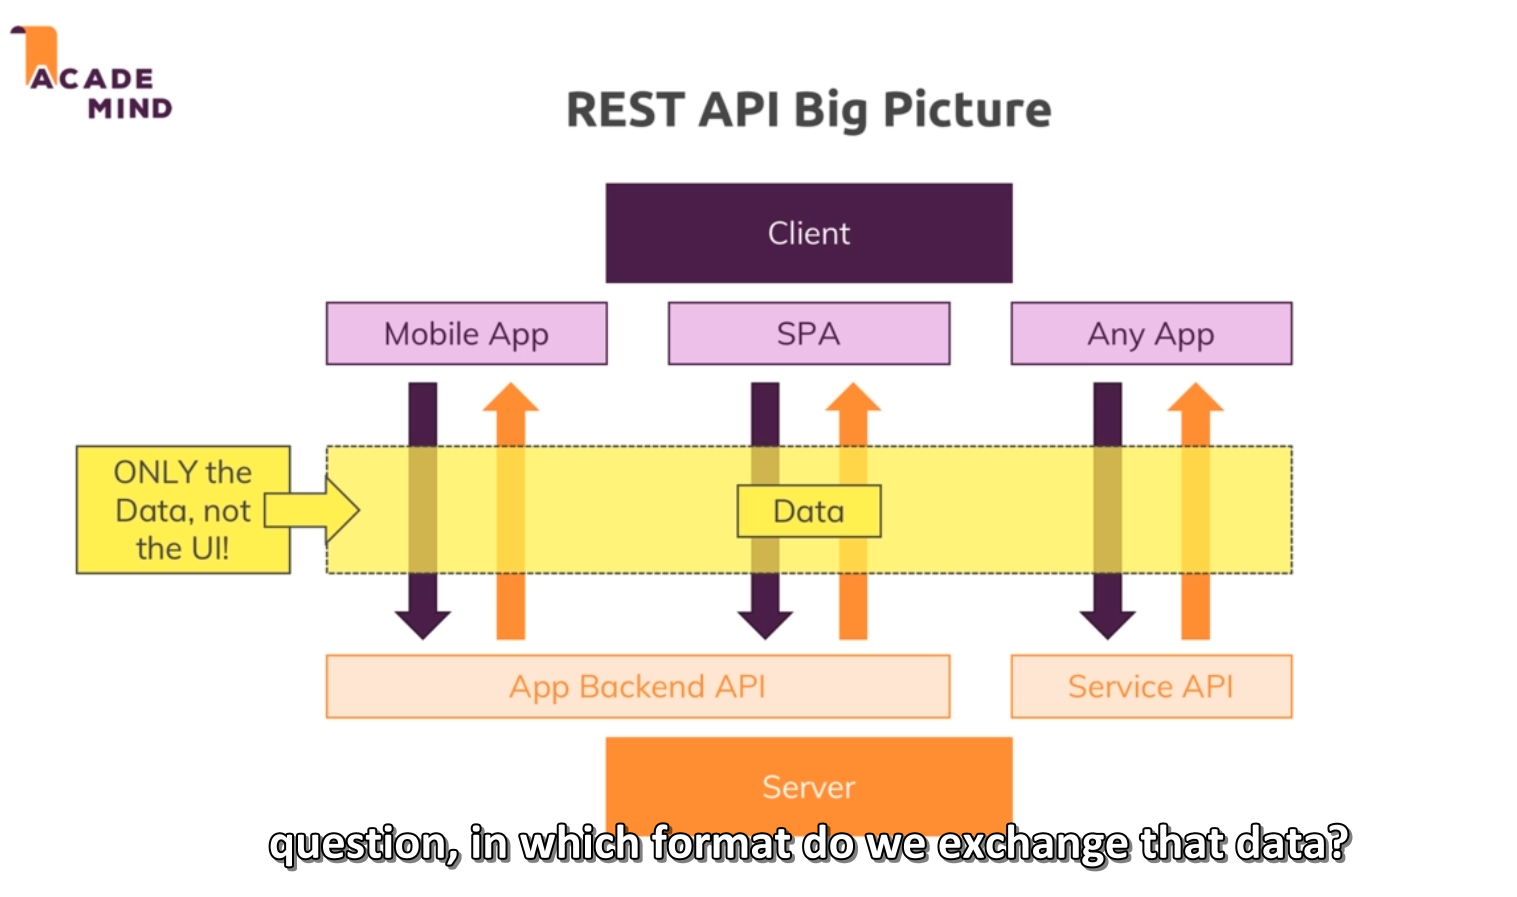 ACADE
MIND
REST API Big Picture
Client
Mobile App
SPA
Any App
ONLY the
Data, not
the UI!
Data
App Backend API
Service API
Server
question, in which format do we exchange that data?